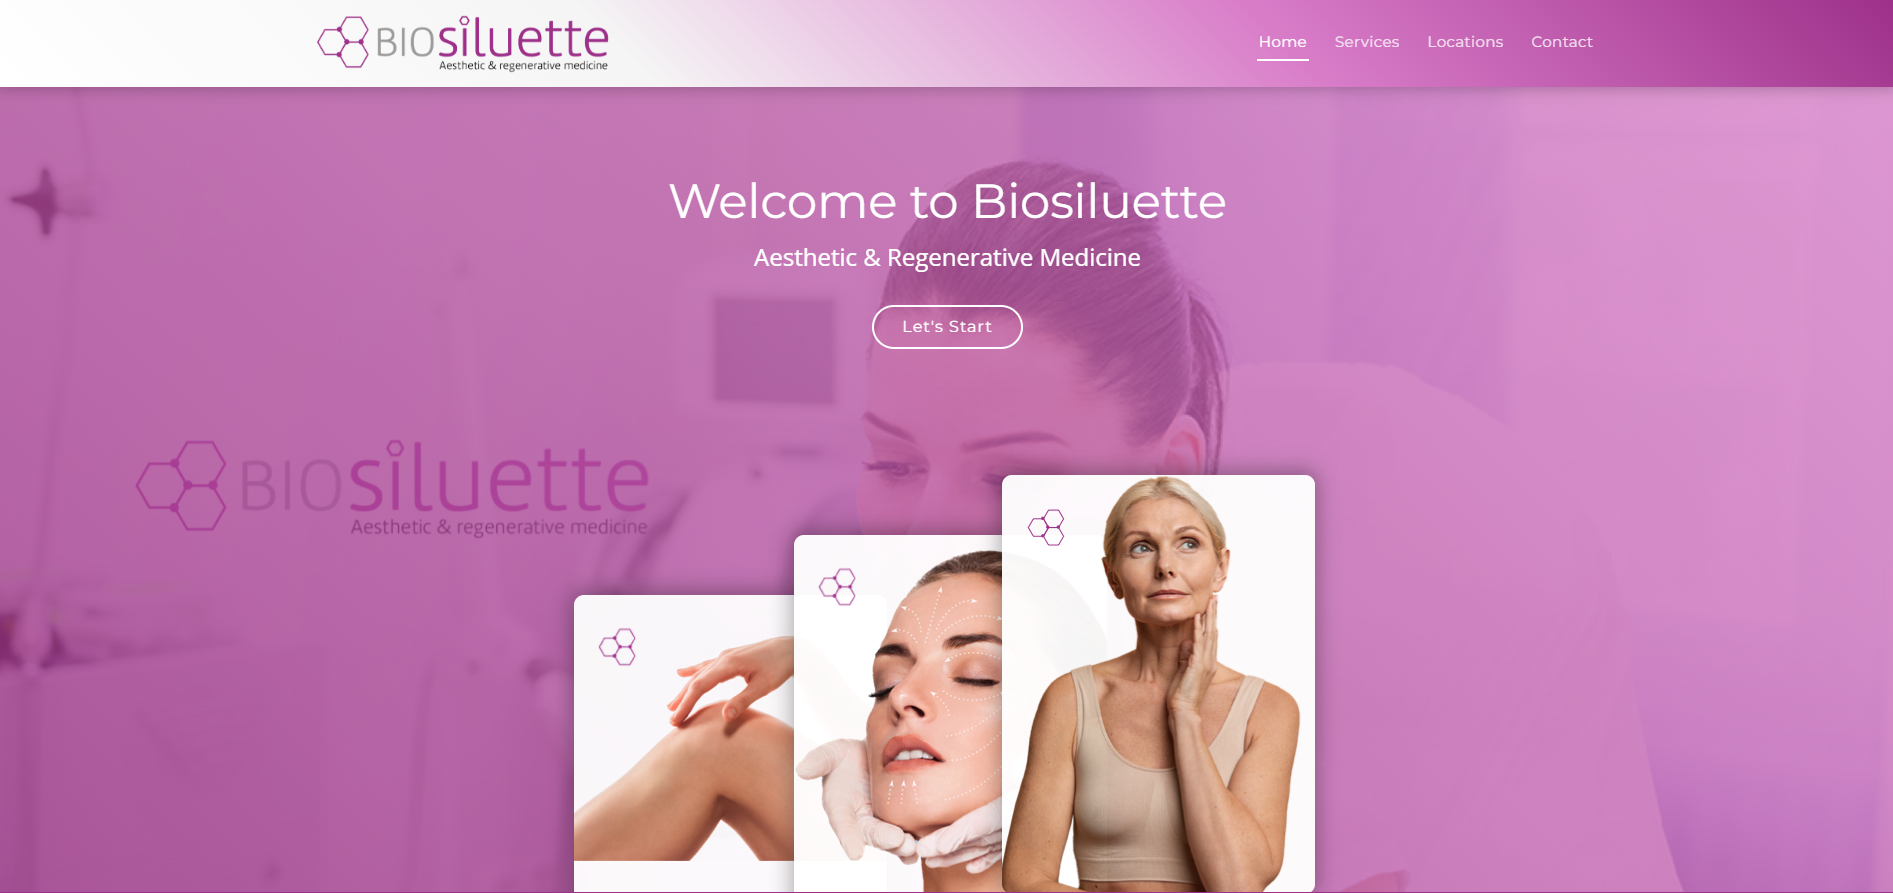 BIOsiluette
Aesthetic & regenerative medicine
Home Services Locations Contact
Welcome to Biosiluette
Aesthetic & Regenerative Medicine
Let's Start
BIOsiluette
Aesthetic & regenerative medicine